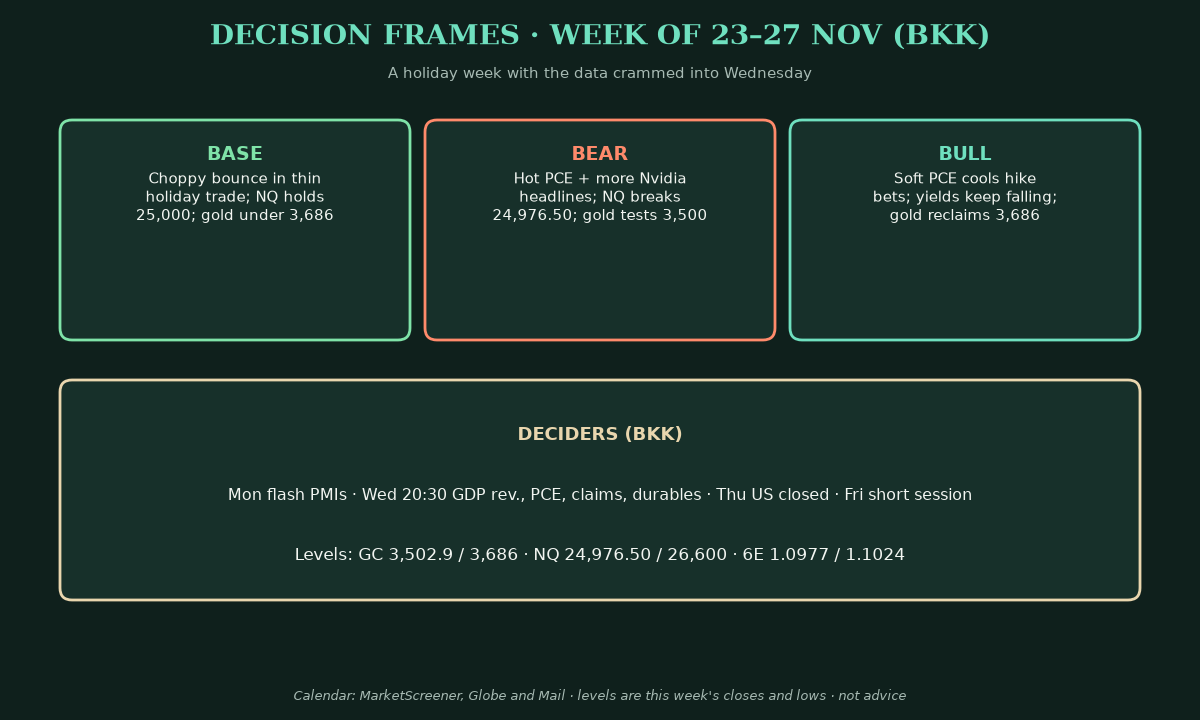 DECISION FRAMES · WEEK OF 23–27 NOV (BKK)
A holiday week with the data crammed into Wednesday
BASE
Choppy bounce in thin
holiday trade; NQ holds
25,000; gold under 3,686
BEAR
Hot PCE + more Nvidia
headlines; NQ breaks
24,976.50; gold tests 3,500
BULL
Soft PCE cools hike
bets; yields keep falling;
gold reclaims 3,686
DECIDERS (BKK)
Mon flash PMIs · Wed 20:30 GDP rev., PCE, claims, durables · Thu US closed · Fri short session
Levels: GC 3,502.9 / 3,686 · NQ 24,976.50 / 26,600 · 6E 1.0977 / 1.1024
Calendar: MarketScreener, Globe and Mail · levels are this week's closes and lows · not advice